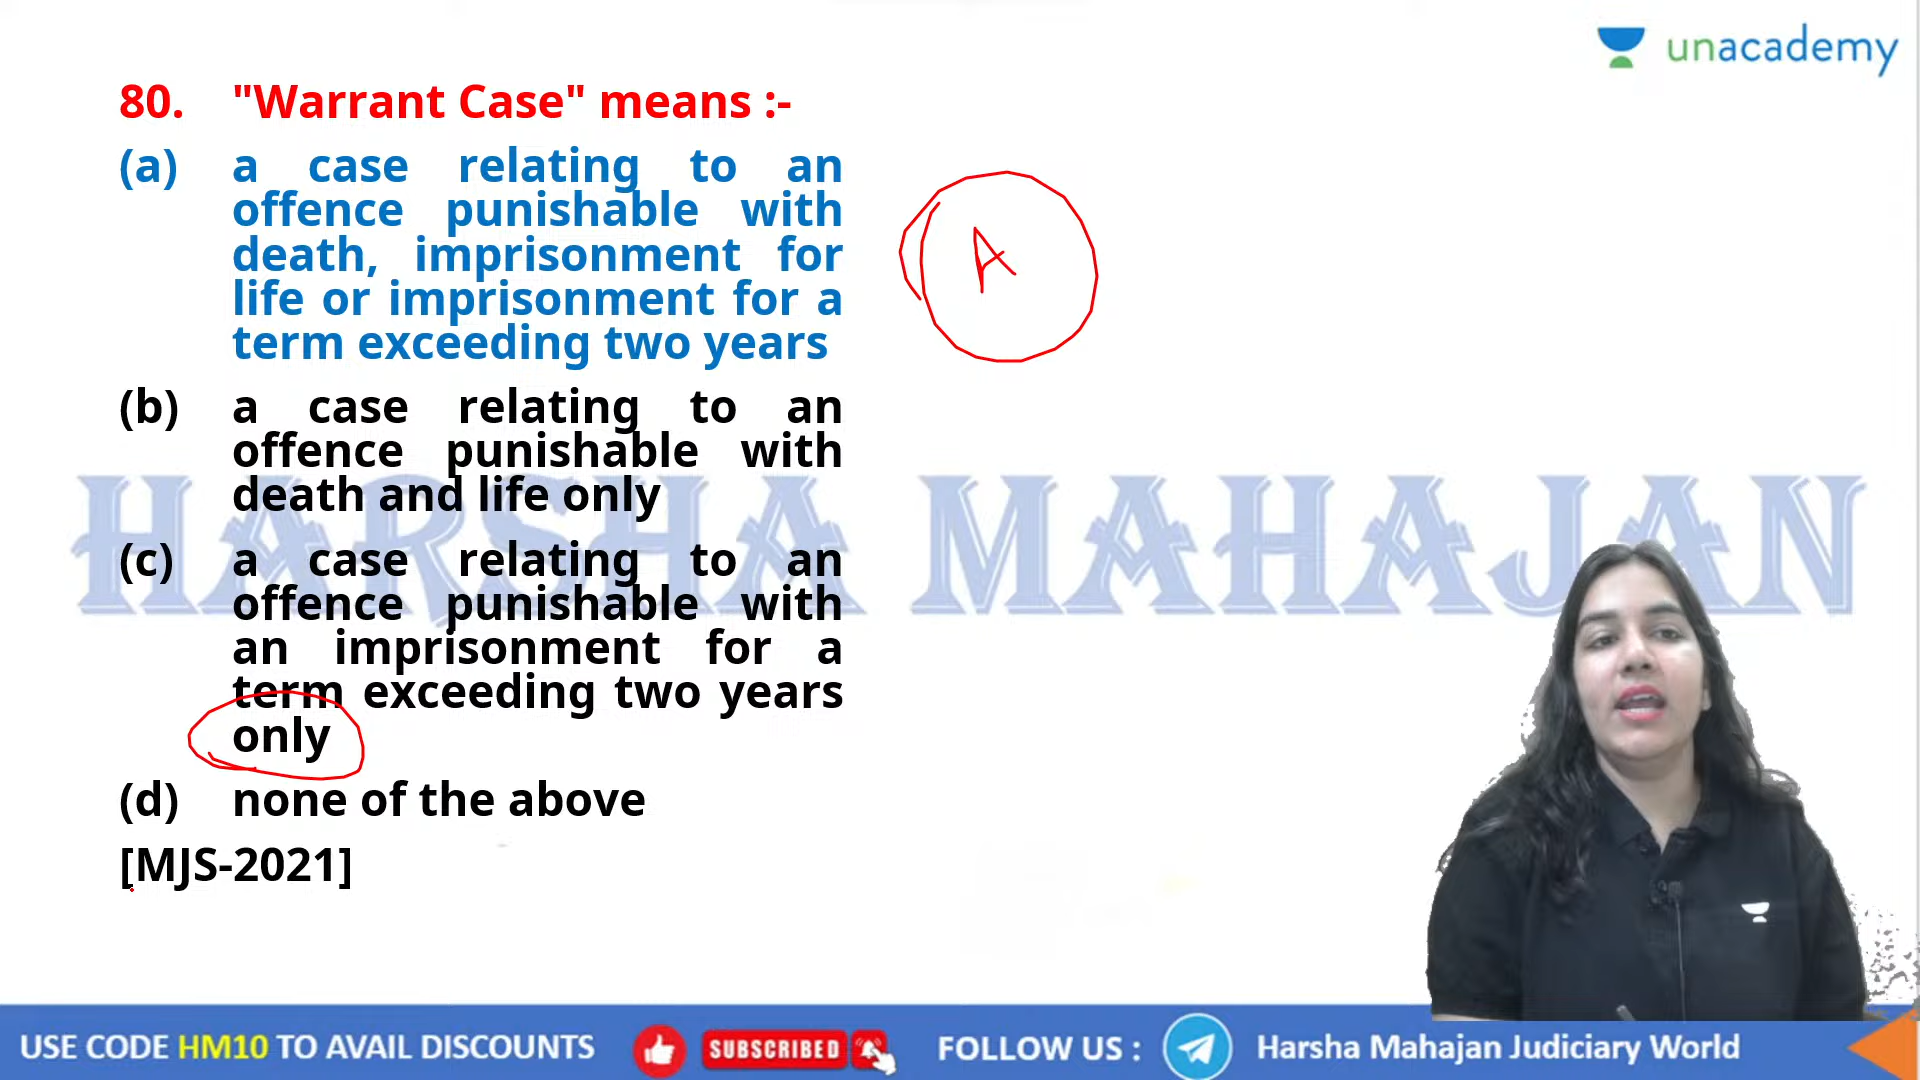 unacademy
80. "Warrant Case" means :-
(a) a case relating to an
offence punishable with
death, imprisonment for
life or imprisonment for a
term exceeding two years
A
(b) a case relating to an
offence punishable with
death and life only
HARSHA MAHAJAN
(c) a case relating to an
offence punishable with
an imprisonment for a
term exceeding two years
only
(d) none of the above
[MJS-2021]
USE CODE HM10 TO AVAIL DISCOUNTS
SUBSCRIBED
FOLLOW US :
Harsha Mahajan Judiciary World